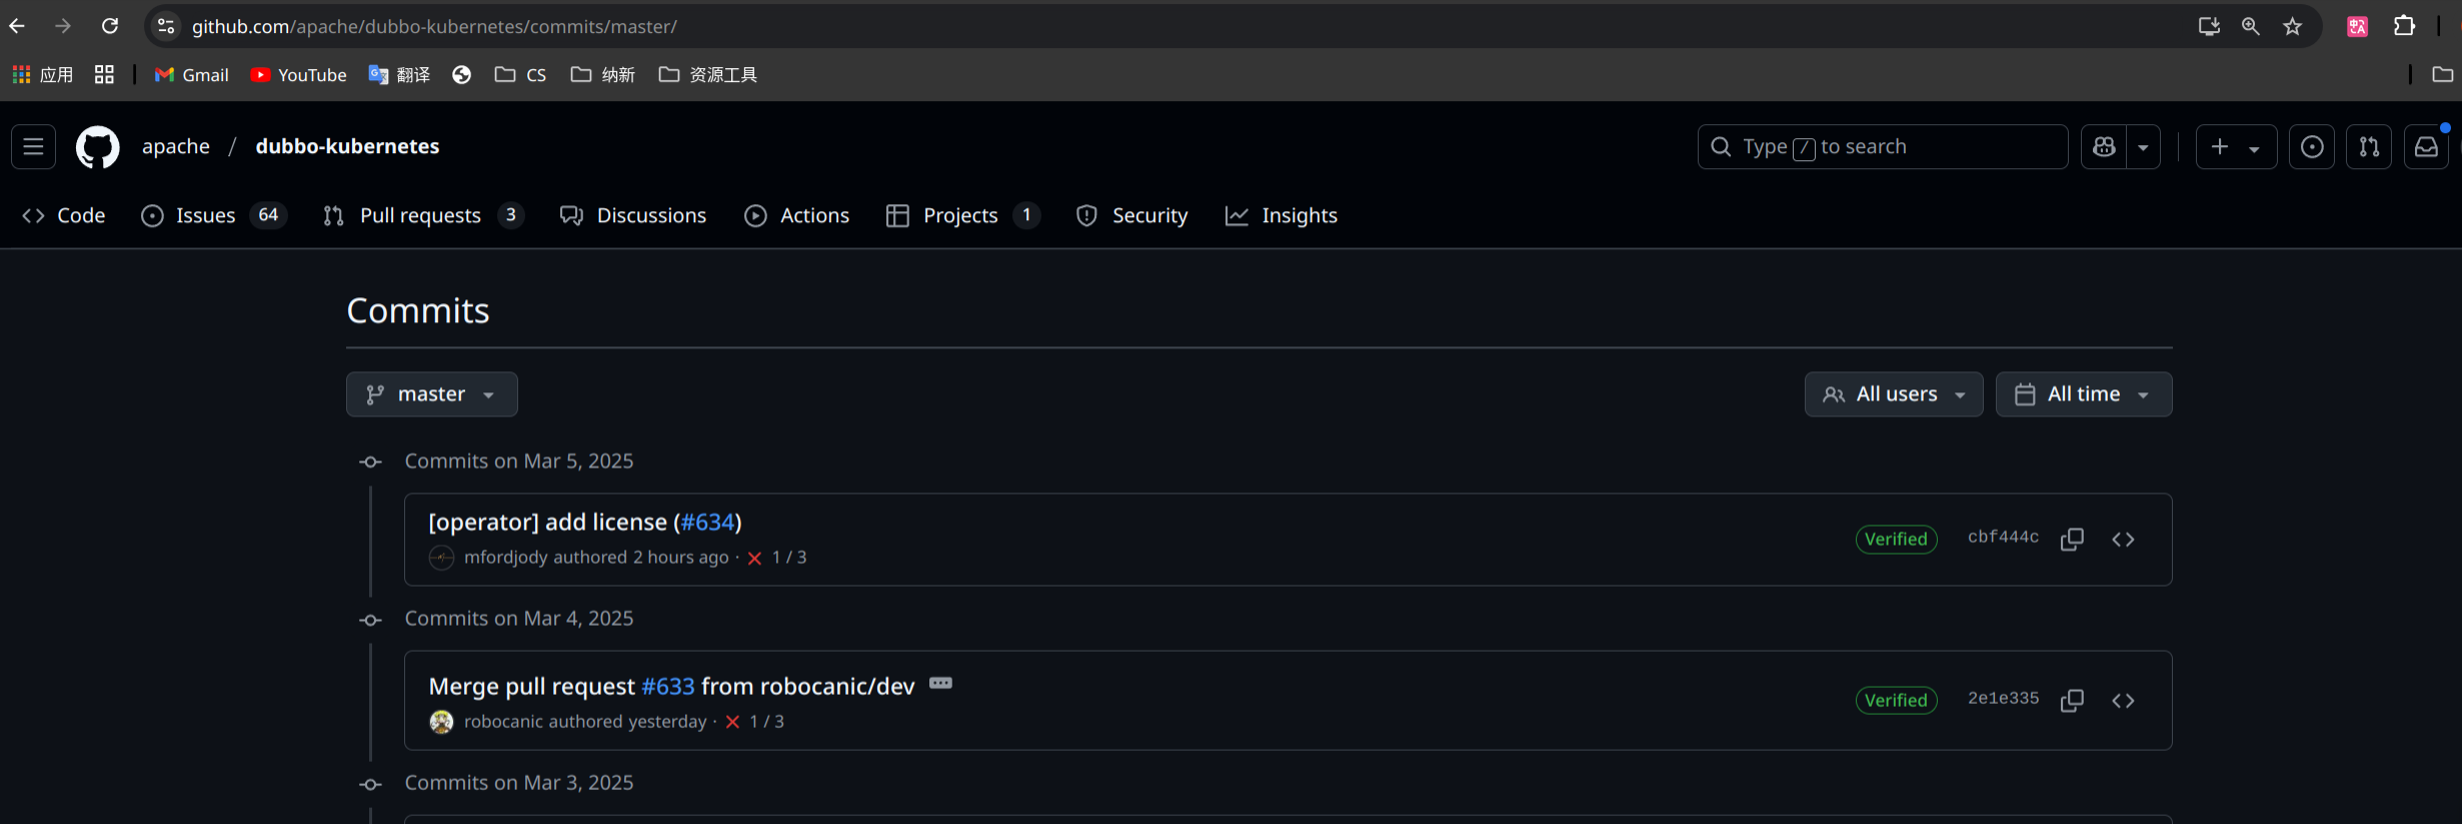 github.com/apache/dubbo-kubernetes/commits/master/
应用 Gmail YouTube 翻译 CS 纳新 资源工具
apache / dubbo-kubernetes Type / to search
Code Issues 64 Pull requests 3 Discussions Actions Projects 1 Security Insights
Commits
master All users All time
Commits on Mar 5, 2025
[operator] add license (#634)
mfordjody authored 2 hours ago · 1 / 3 Verified cbf444c
Commits on Mar 4, 2025
Merge pull request #633 from robocanic/dev
robocanic authored yesterday · 1 / 3 Verified 2e1e335
Commits on Mar 3, 2025